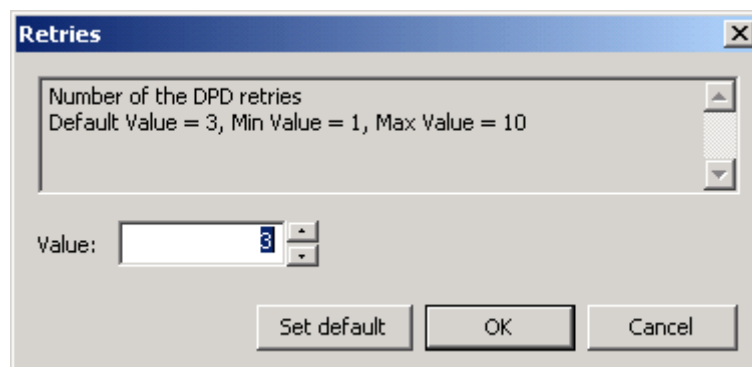 Retries
Number of the DPD retries
Default Value = 3, Min Value = 1, Max Value = 10
Value: 3
Set default OK Cancel